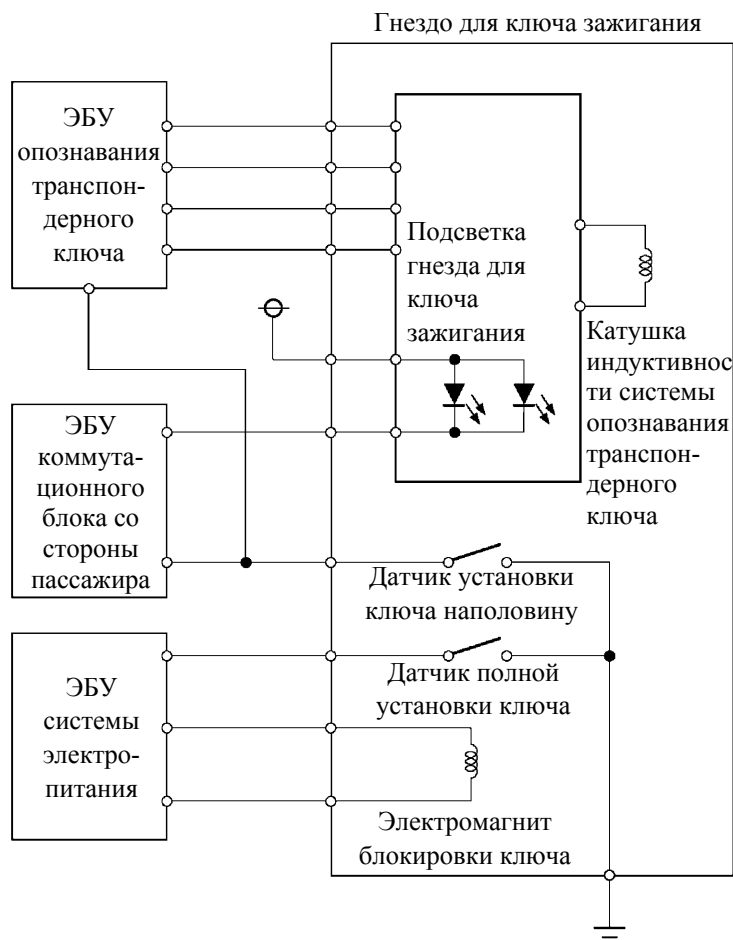 Гнездо для ключа зажигания
ЭБУ
опознавания
транспон-
дерного
ключа
Подсветка
гнезда для
ключа
зажигания
Катушка
индуктивнос
ти системы
опознавания
транспон-
дерного
ключа
ЭБУ
коммута-
ционного
блока со
стороны
пассажира
Датчик установки
ключа наполовину
ЭБУ
системы
электро-
питания
Датчик полной
установки ключа
Электромагнит
блокировки ключа